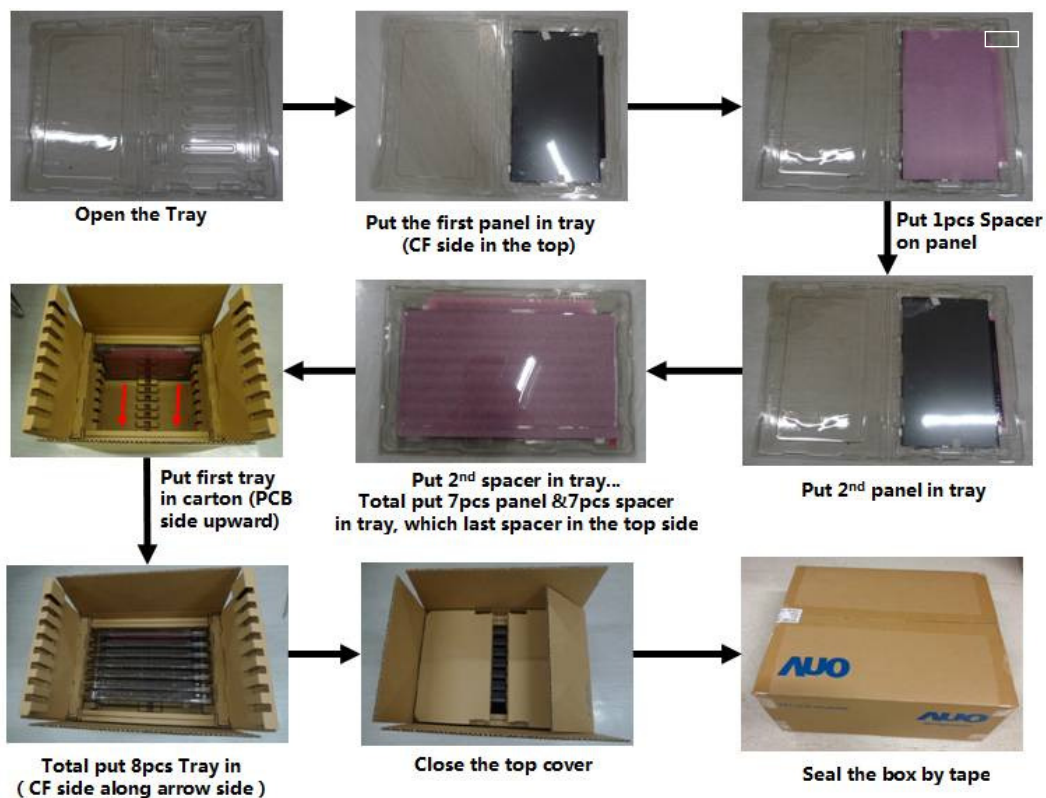 Open the Tray
Put the first panel in tray
(CF side in the top)
Put 1pcs Spacer
on panel
Put 2nd panel in tray
Put 2nd spacer in tray...
Total put 7pcs panel &7pcs spacer
in tray, which last spacer in the top side
Put first tray
in carton (PCB
side upward)
Total put 8pcs Tray in
( CF side along arrow side )
Close the top cover
AUO
AUO
Seal the box by tape